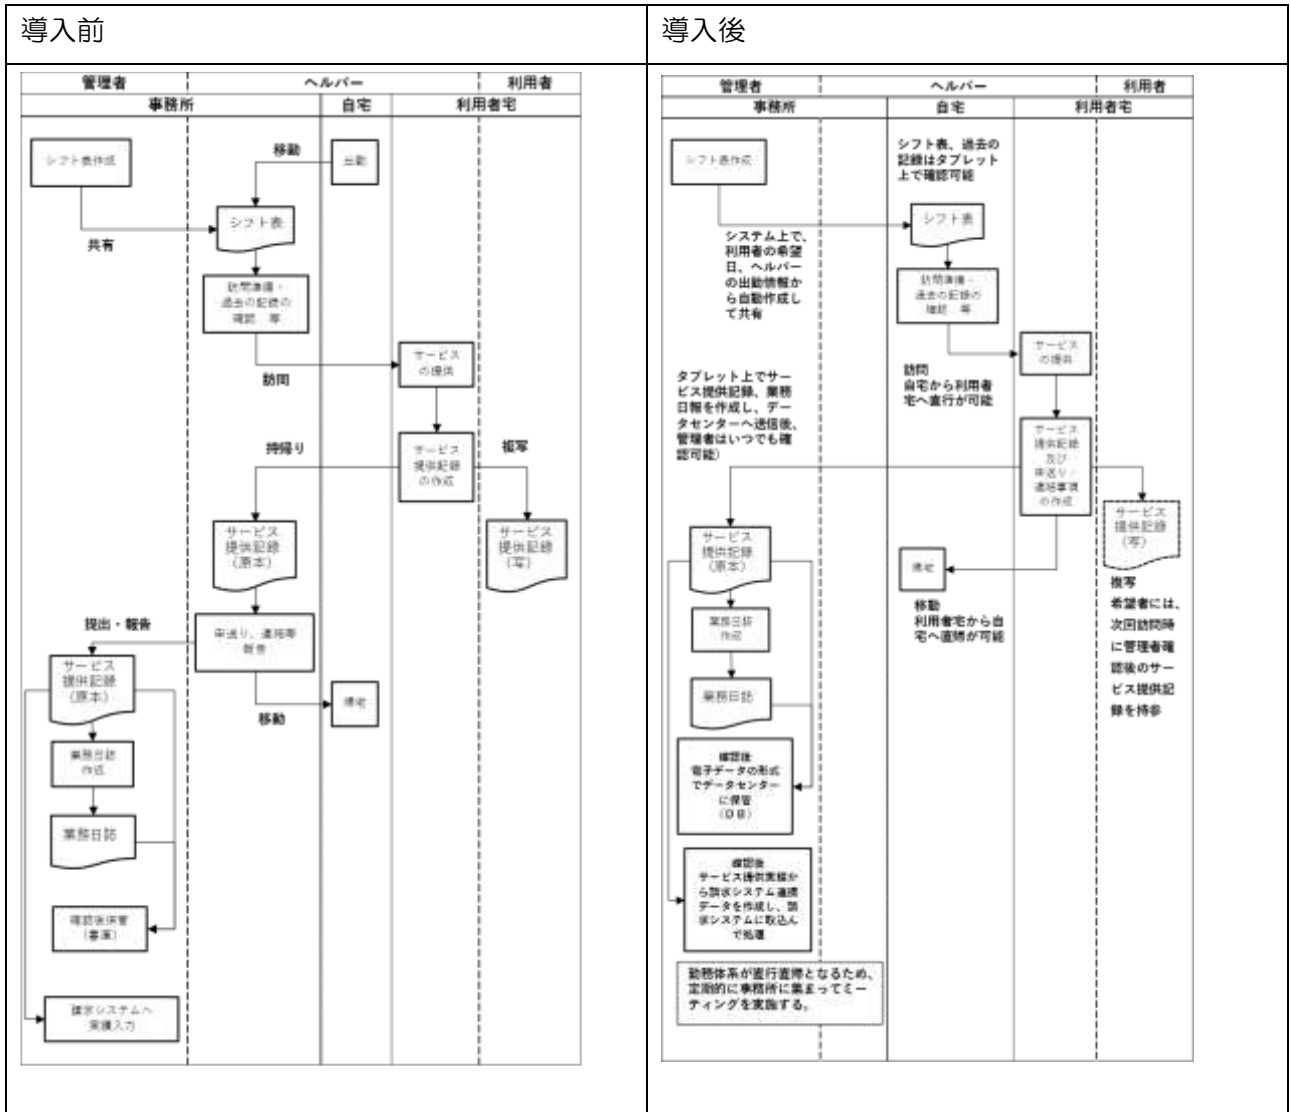 導入前
導入後
管理者
ヘルパー
利用者
事務所
自宅
利用者宅
シフト表作成
移動
出勤
シフト表
共有
訪問準備・
過去の記録の
確認 等
訪問
サービス
の提供
持帰り
サービス
提供記録
の作成
複写
サービス
提供記録
(原本)
サービス
提供記録
(写)
提出・報告
申送り、連絡等
報告
サービス
提供記録
(原本)
移動
帰宅
業務日誌
作成
業務日誌
確認後保管
(書庫)
請求システムへ
実績入力
管理者
ヘルパー
利用者
事務所
自宅
利用者宅
シフト表作成
シフト表、過去の
記録はタブレット
上で確認可能
シフト表
システム上で、
利用者の希望
日、ヘルパー
の出勤情報か
ら自動作成し
て共有
訪問準備・
過去の記録の
確認 等
サービス
の提供
訪問
自宅から利用者
宅へ直行が可能
タブレット上でサー
ビス提供記録、業務
日報を作成し、デー
タセンターへ送信後、
管理者はいつでも確
認可能)
サービス
提供記録
及び
申送り・
連絡事項
の作成
サービス
提供記録
(原本)
サービス
提供記録
(写)
帰宅
移動
利用者宅から自
宅へ直帰が可能
複写
希望者には、
次回訪問時
に管理者確
認後のサー
ビス提供記
録を持参
業務日誌
作成
業務日誌
確認後
電子データの形式
でデータセンター
に保管
(DB)
確認後
サービス提供実績か
ら請求システム連携
データを作成し、請
求システムに取込ん
で処理
勤務体系が直行直帰となるため、
定期的に事務所に集まってミー
ティングを実施する。